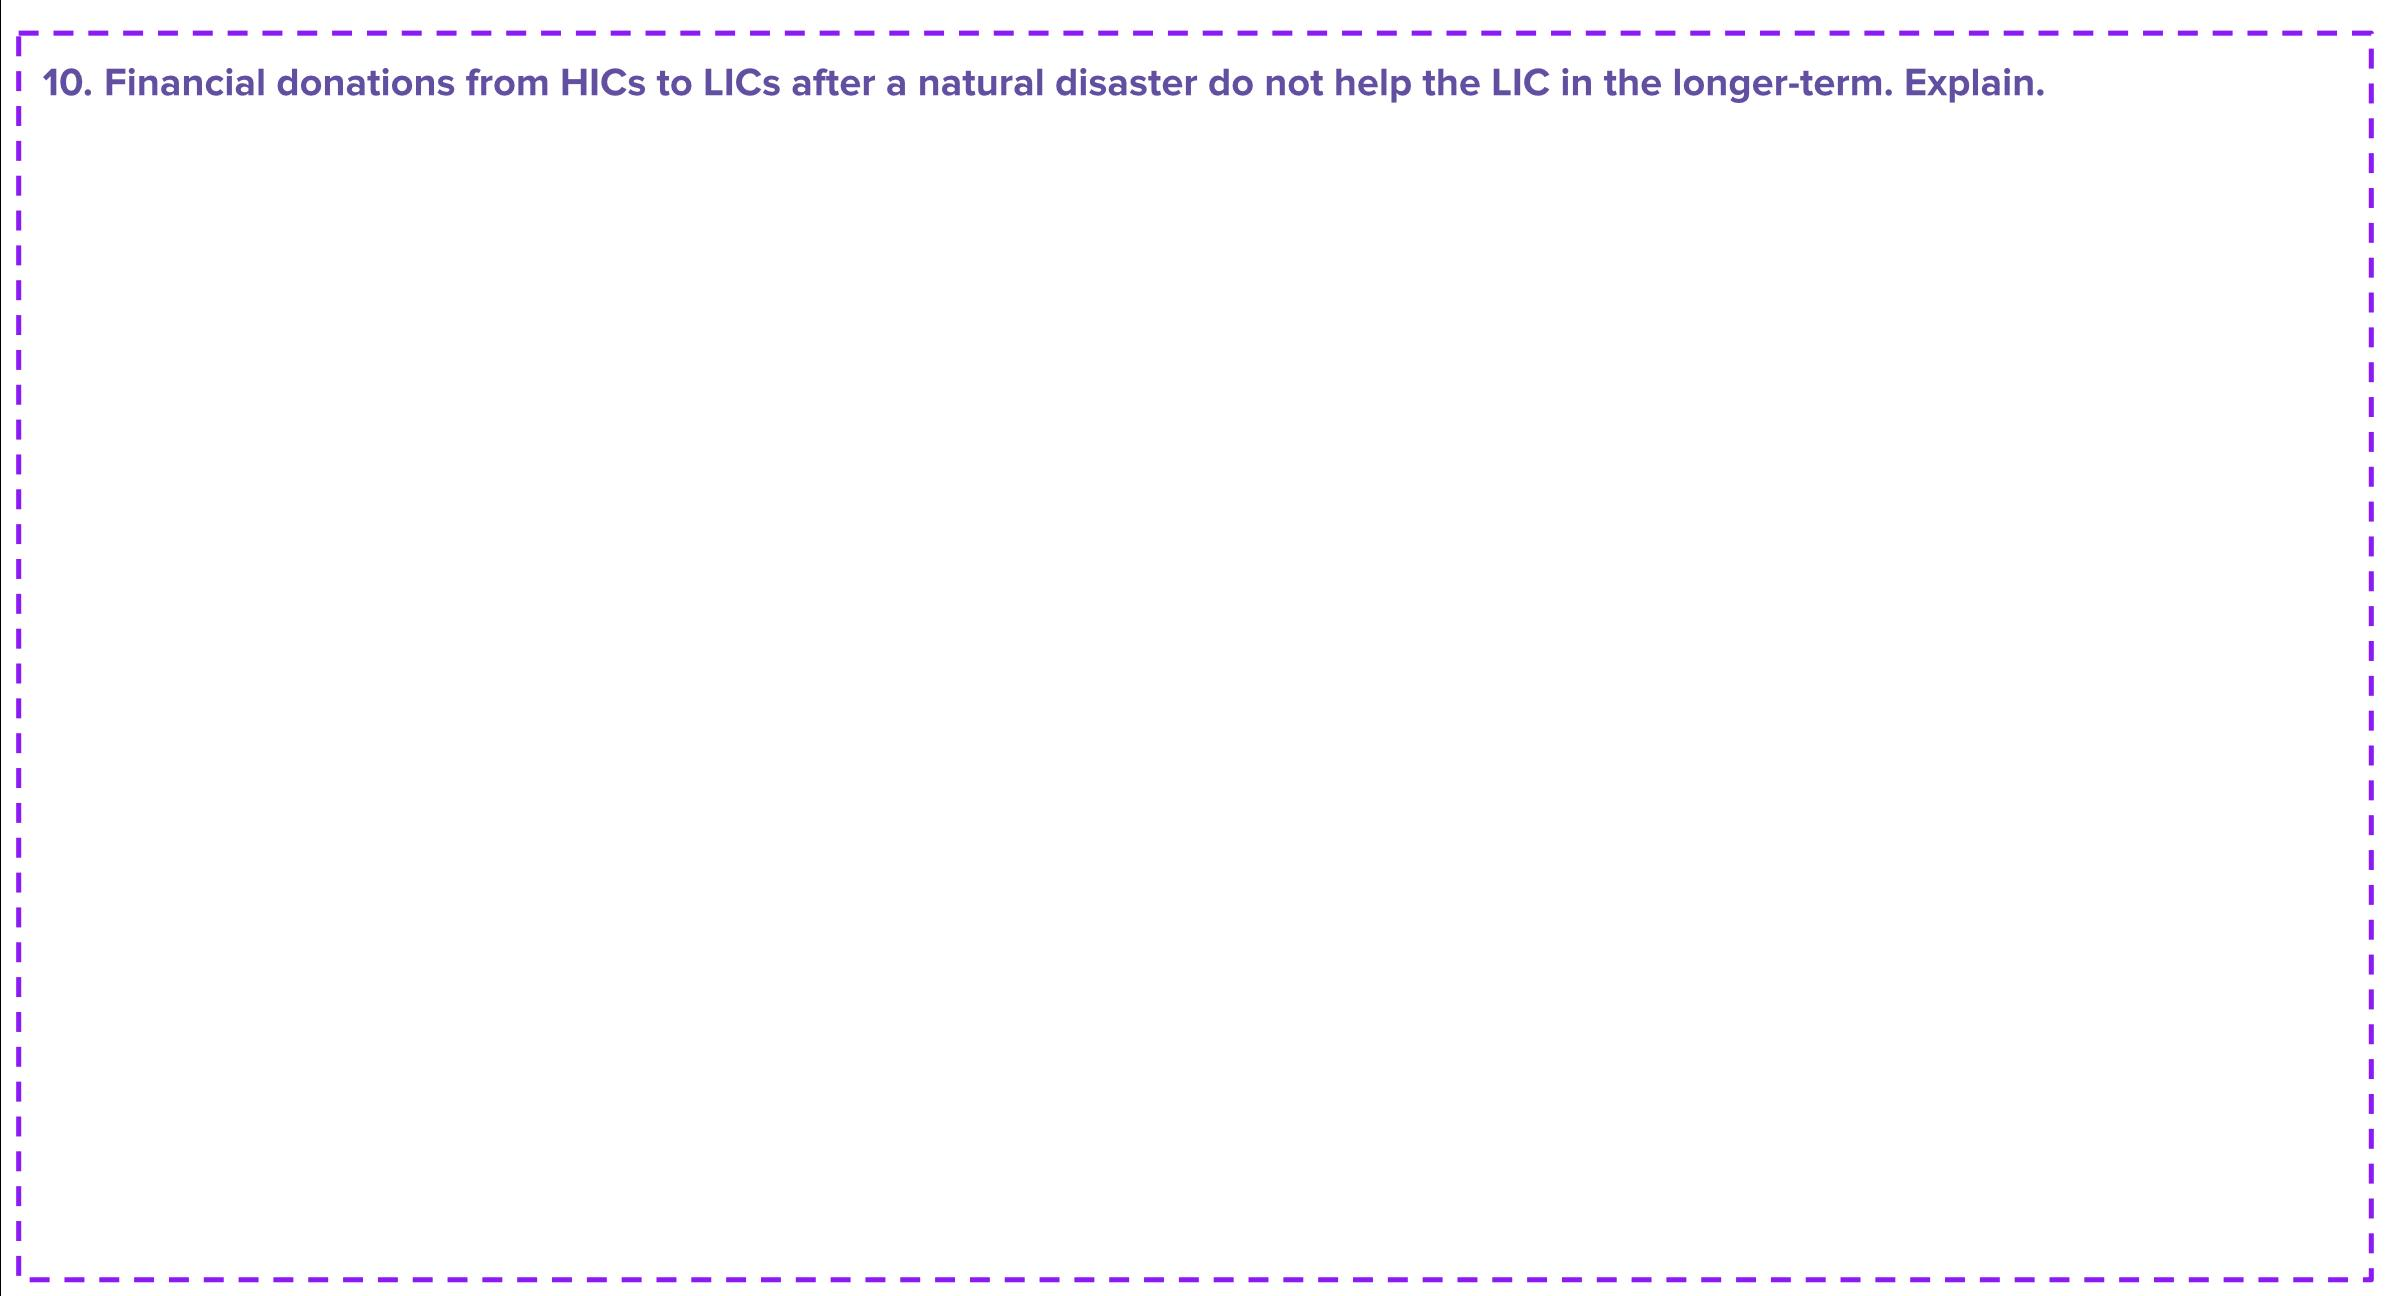 10. Financial donations from HICs to LICs after a natural disaster do not help the LIC in the longer-term. Explain.